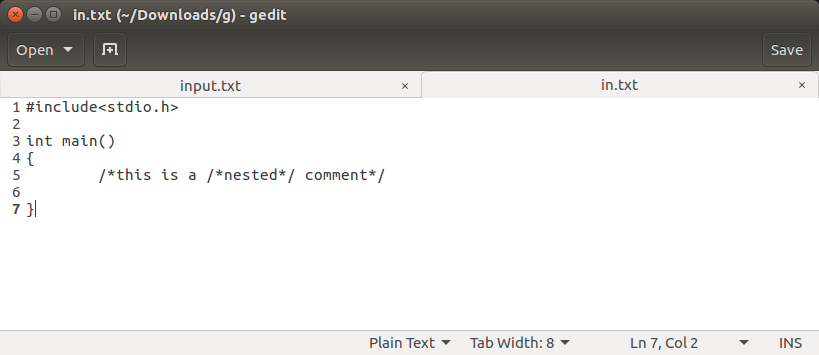 in.txt (~/Downloads/g) - gedit
Open Save
input.txt × in.txt ×
1 #include<stdio.h>
2
3 int main()
4 {
5 /*this is a /*nested*/ comment*/
6
7 }
Plain Text Tab Width: 8 Ln 7, Col 2 INS